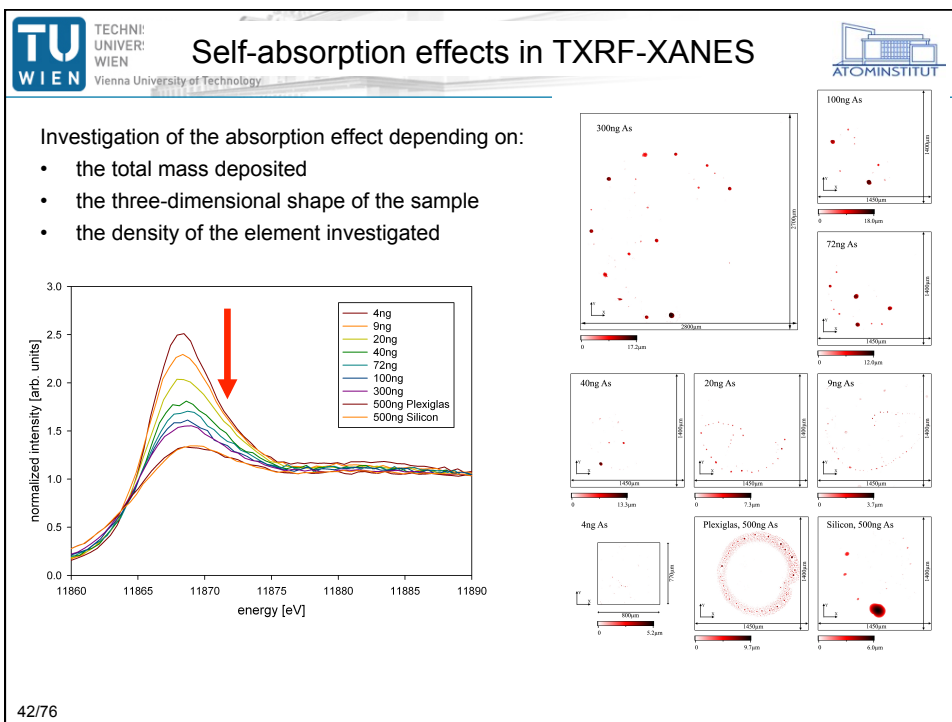 TU
WIEN
TECHNI
UNIVER
WIEN
Vienna University of Technology
Self-absorption effects in TXRF-XANES
ATOMINSTITUT
Investigation of the absorption effect depending on:
• the total mass deposited
• the three-dimensional shape of the sample
• the density of the element investigated
normalized intensity [arb. units]
3.0
2.5
2.0
1.5
1.0
0.5
0.0
11860 11865 11870 11875 11880 11885 11890
energy [eV]
4ng
9ng
20ng
40ng
72ng
100ng
300ng
500ng Plexiglas
500ng Silicon
300ng As
2700µm
Y
X
2800µm
0 17.2µm
100ng As
1400µm
Y
X
1450µm
0 18.0µm
72ng As
1400µm
Y
X
1450µm
0 12.0µm
40ng As
1400µm
Y
X
1450µm
0 13.3µm
20ng As
1400µm
Y
X
1450µm
0 7.3µm
9ng As
1400µm
Y
X
1450µm
0 3.7µm
4ng As
770µm
Y
X
800µm
0 5.2µm
Plexiglas, 500ng As
1400µm
Y
X
1450µm
0 9.7µm
Silicon, 500ng As
1400µm
Y
X
1450µm
0 6.0µm
42/76